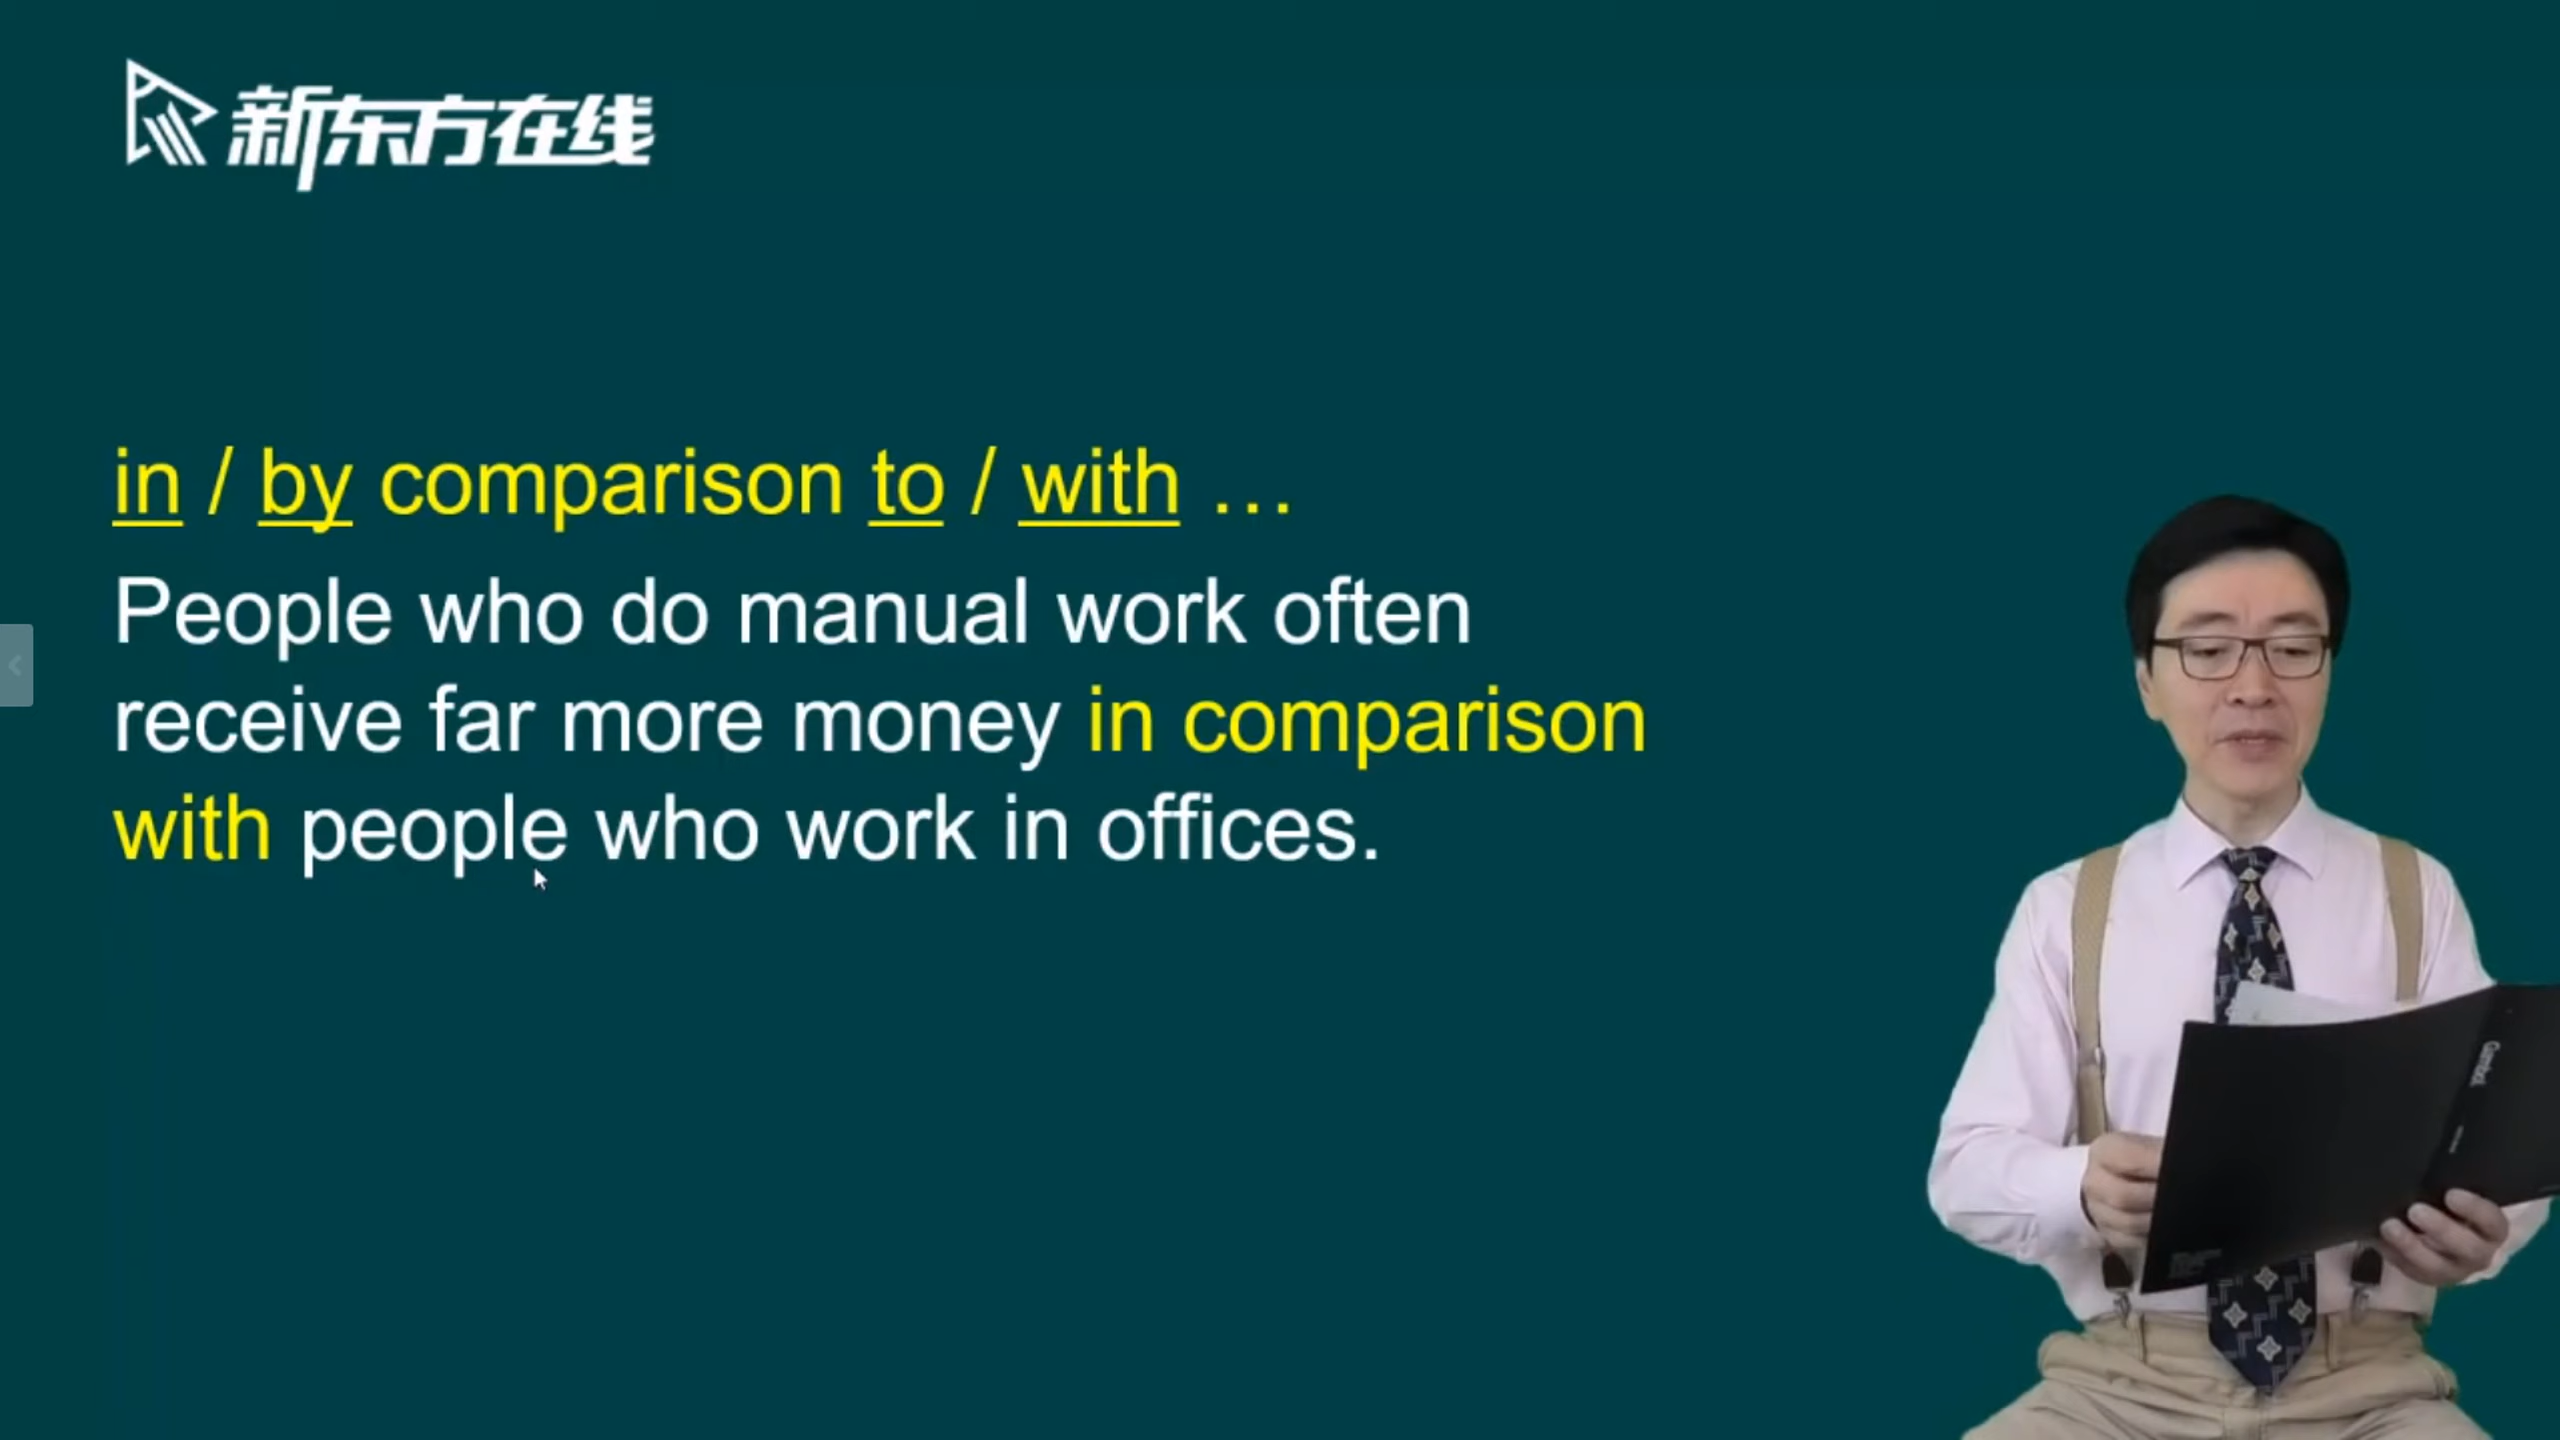 新东方在线
in / by comparison to / with …
People who do manual work often
receive far more money in comparison
with people who work in offices.